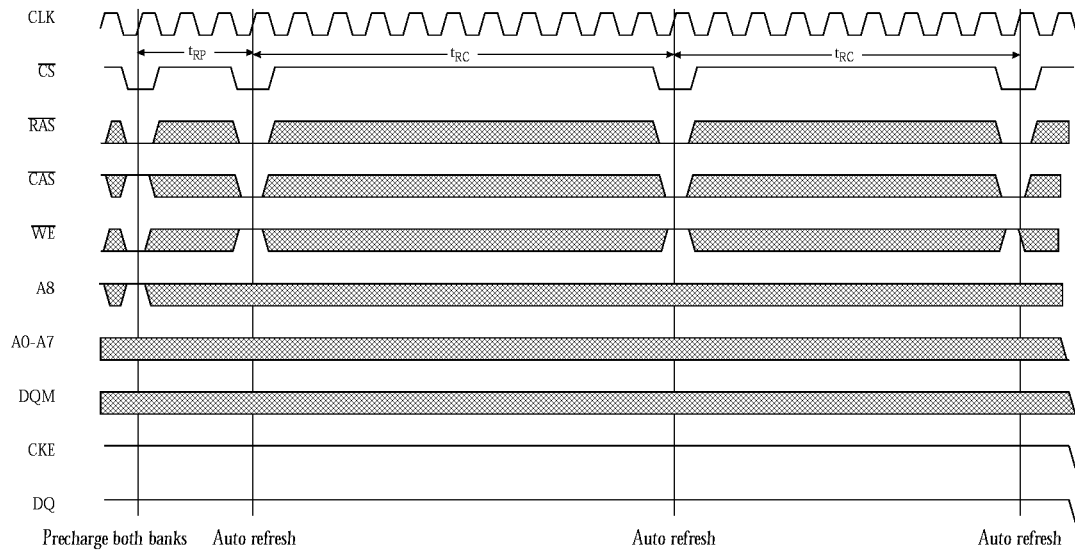 CLK
tRP
tRC
tRC
CS
RAS
CAS
WE
A8
A0-A7
DQM
CKE
DQ
Precharge both banks Auto refresh Auto refresh Auto refresh